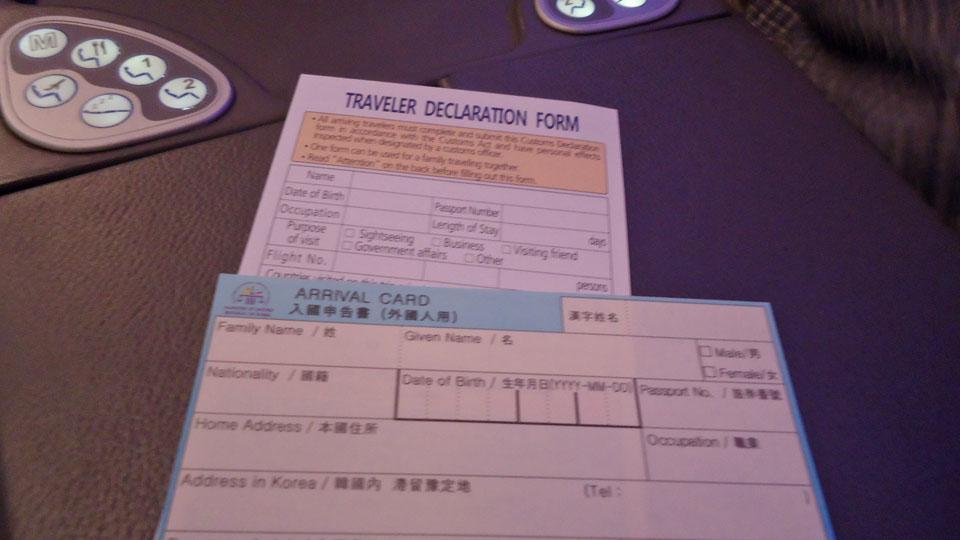 M
1
2
TRAVELER DECLARATION FORM
• All arriving travelers must complete and submit this Customs Declaration
form in accordance with the Customs Act and have personal effects
inspected when designated by a customs officer.
• One form can be used for a family traveling together.
• Read "Attention" on the back before filling out this form.
Name
Date of Birth
Passport Number
Occupation
Length of Stay
days
Purpose
of visit
□ Sightseeing
□ Business
□ Visiting friend
□ Government affairs
□ Other
Flight No.
persons
Countries visited on this
ARRIVAL CARD
入國申告書 (外國人用)
漢字姓名
Family Name / 姓
Given Name / 名
□ Male/男
□ Female/女
Nationality / 國籍
Date of Birth / 生年月日(YYYY-MM-DD)
Passport No. / 旅券番號
Home Address / 本國住所
Occupation / 職業
Address in Korea / 韓國內 滯留豫定地
(Tel : )